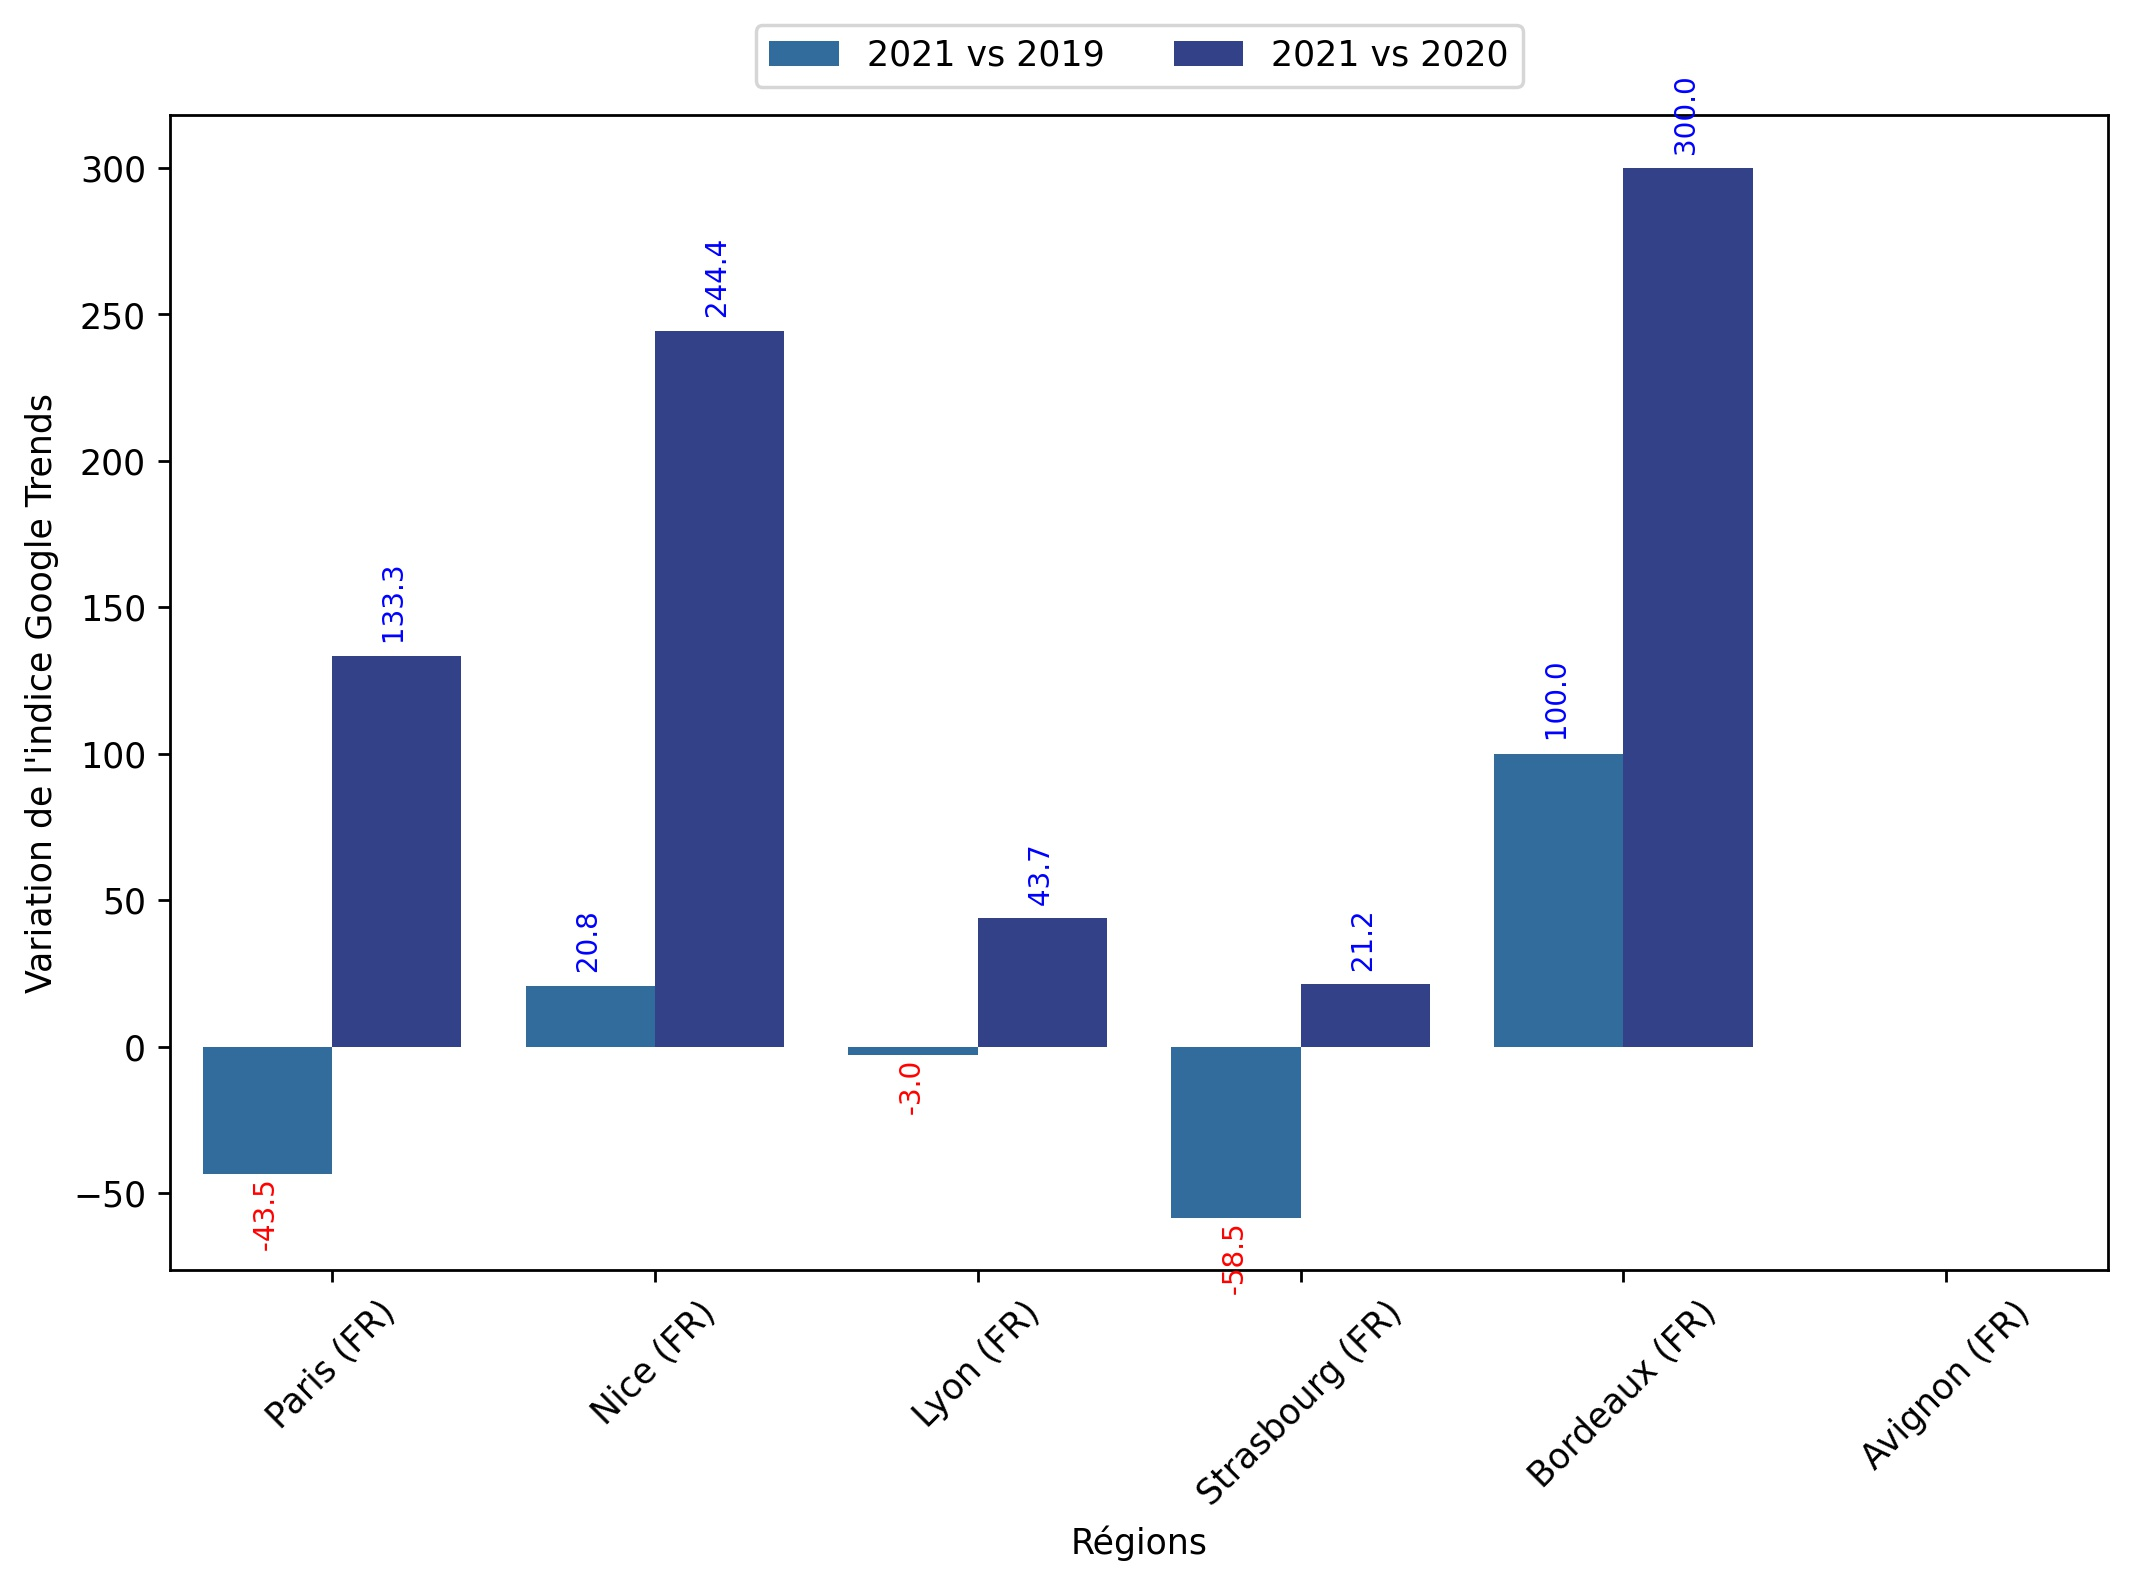 2021 vs 2019
2021 vs 2020
Variation de l'indice Google Trends
300
250
200
150
100
50
0
−50
-43.5
133.3
20.8
244.4
-3.0
43.7
-58.5
21.2
100.0
300.0
Paris (FR)
Nice (FR)
Lyon (FR)
Strasbourg (FR)
Bordeaux (FR)
Avignon (FR)
Régions